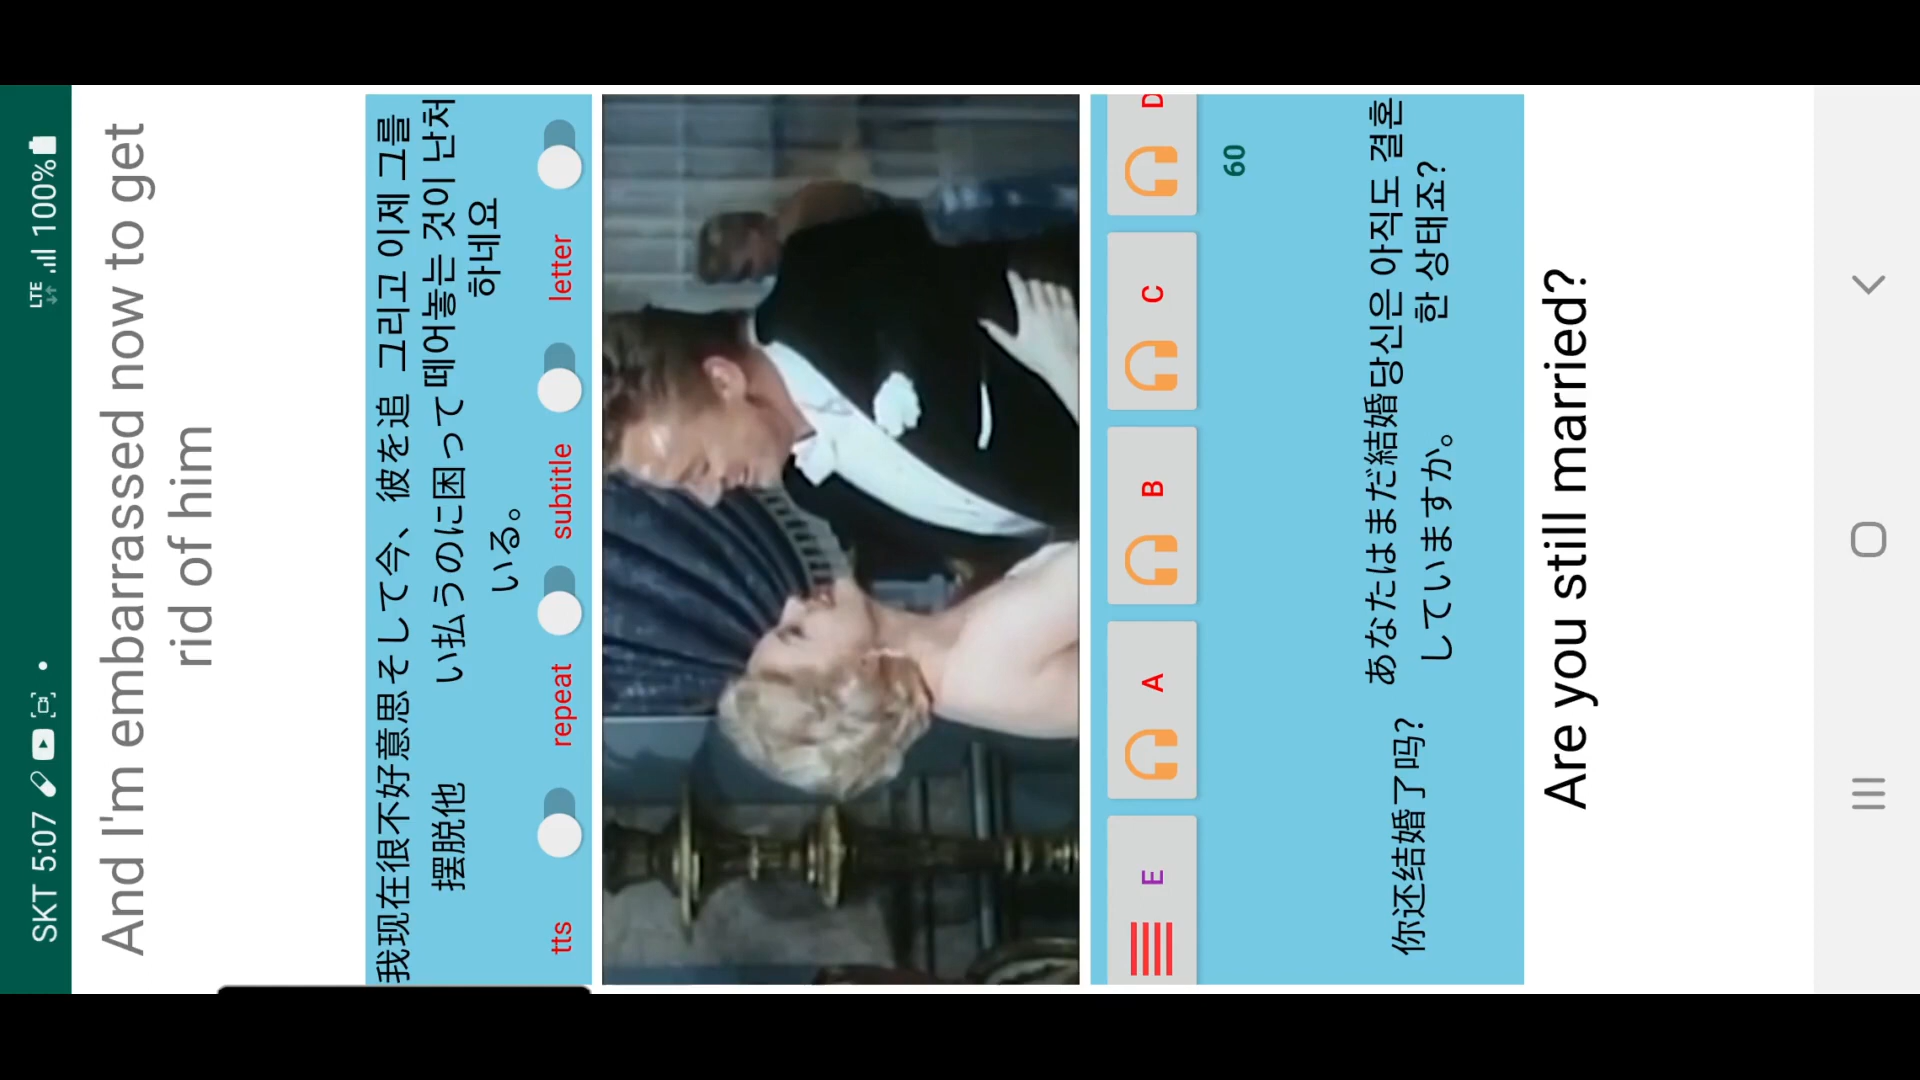 SKT 5:07 LTE 100%
And I'm embarrassed now to get
rid of him
我现在很不好意思
摆脱他
そして今、彼を追
い払うのに困って
いる。
그리고 이제 그를
떼어놓는 것이 난처
하네요
tts repeat subtitle letter
E A B C D
60
你还结婚了吗?
あなたはまだ結婚
していますか。
당신은 아직도 결혼
한 상태죠?
Are you still married?